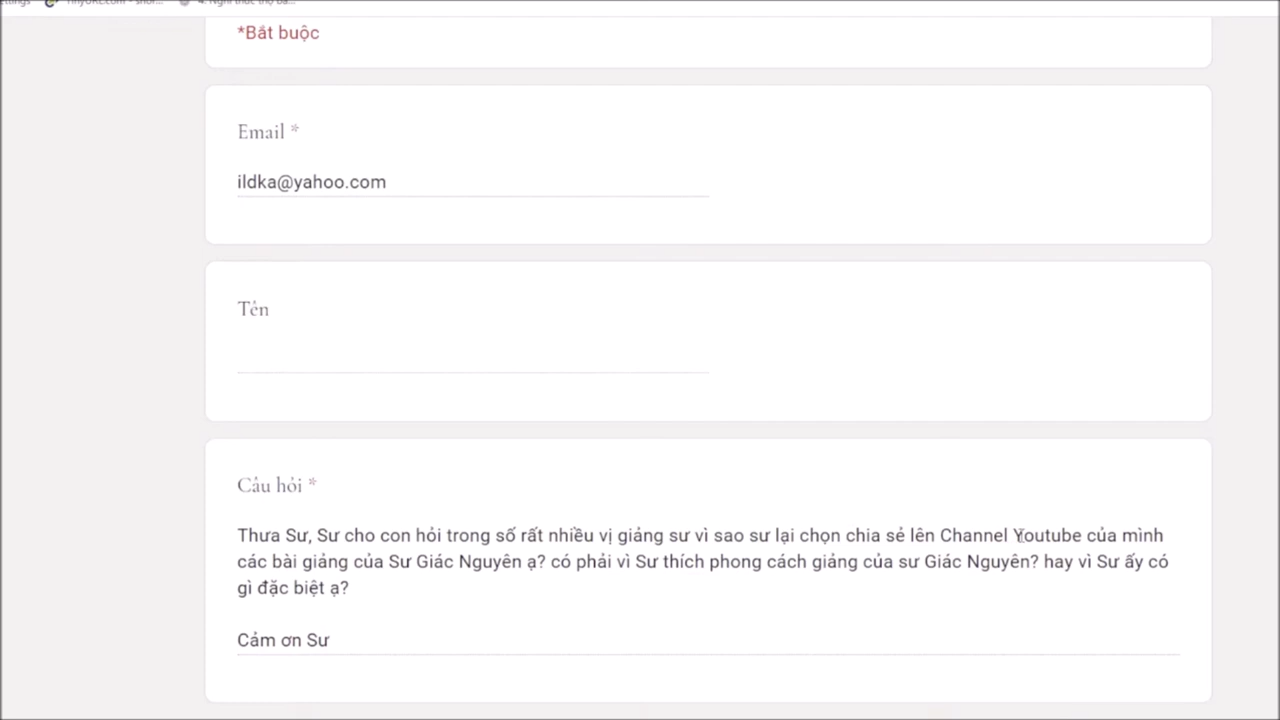 *Bắt buộc
Email *
ildka@yahoo.com
Tên
Câu hỏi *
Thưa Sư, Sư cho con hỏi trong số rất nhiều vị giảng sư vì sao sư lại chọn chia sẻ lên Channel Youtube của mình
các bài giảng của Sư Giác Nguyên ạ? có phải vì Sư thích phong cách giảng của sư Giác Nguyên? hay vì Sư ấy có
gì đặc biệt ạ?
Cảm ơn Sư